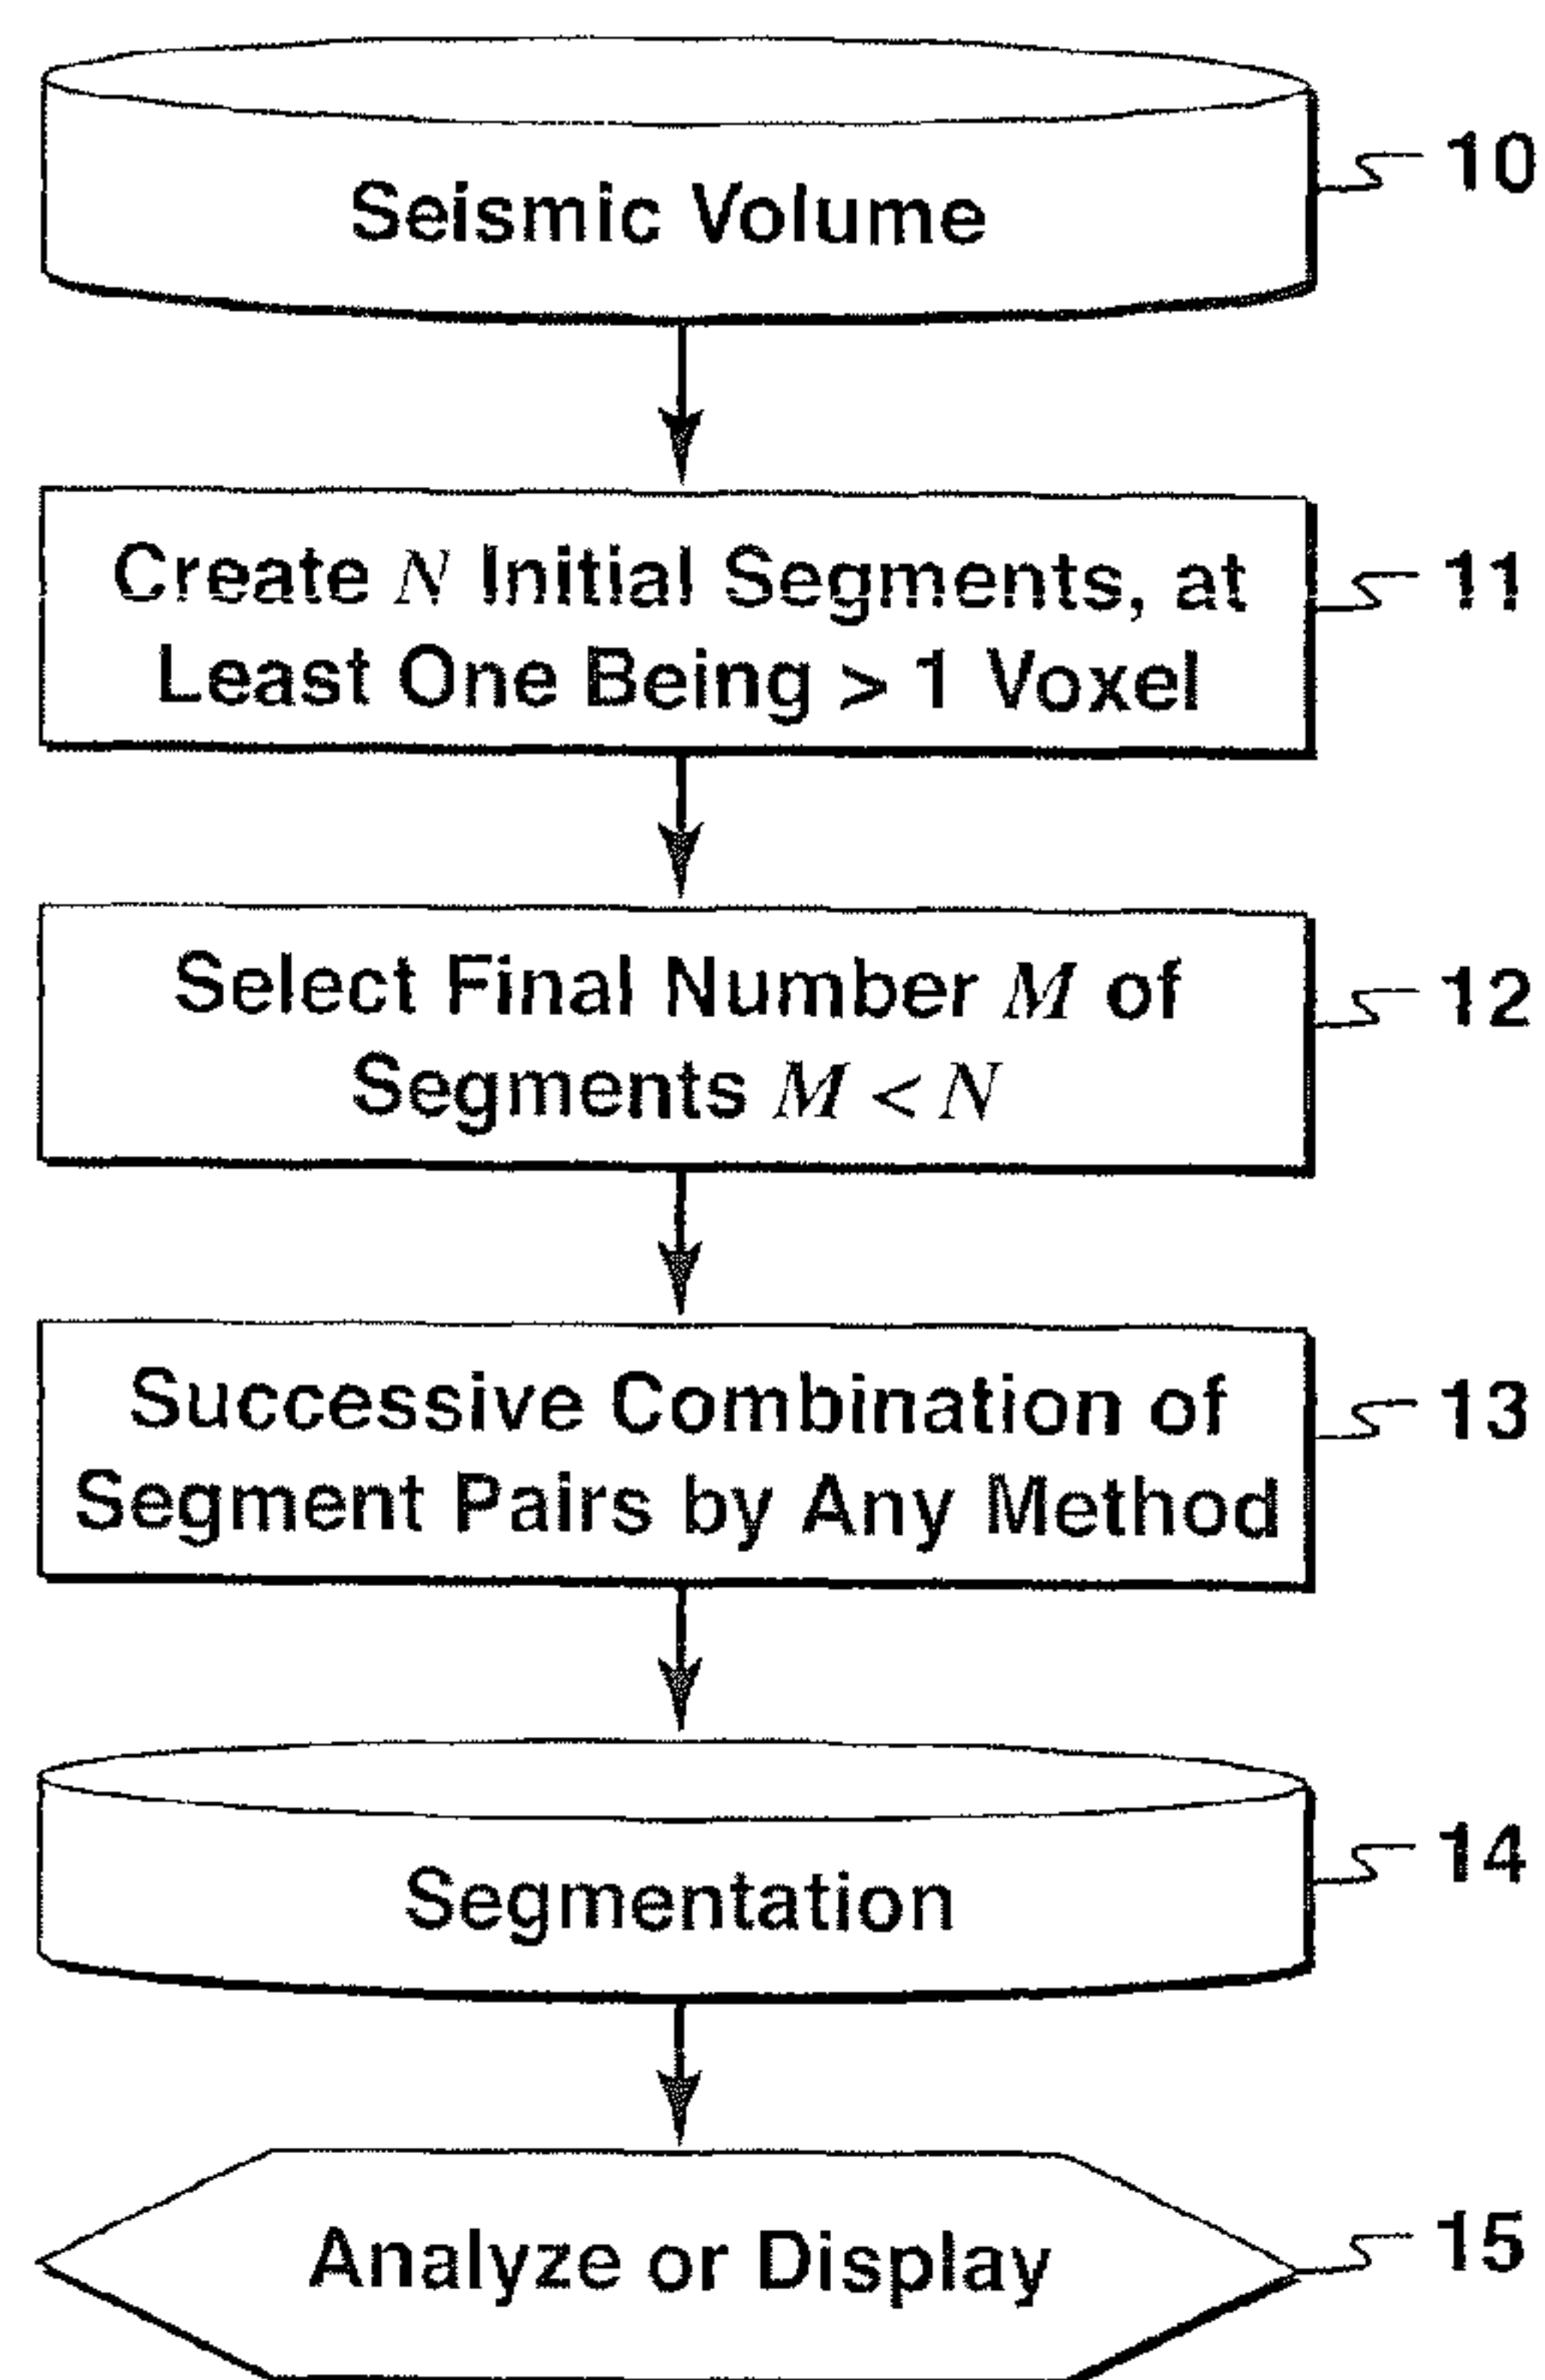 Seismic Volume
10
Create N Initial Segments, at
Least One Being > 1 Voxel
11
Select Final Number M of
Segments M < N
12
Successive Combination of
Segment Pairs by Any Method
13
Segmentation
14
Analyze or Display
15